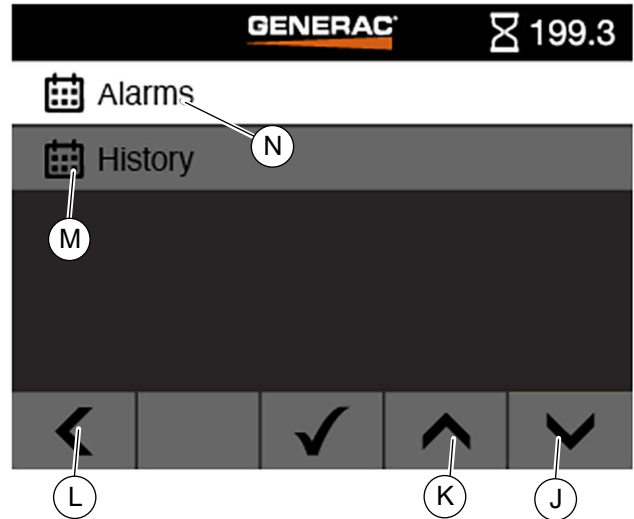 GENERAC 199.3
Alarms
N
History
M
L K J